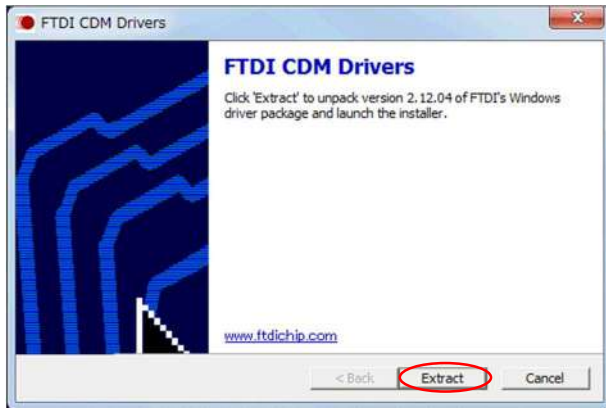 FTDI CDM Drivers
FTDI CDM Drivers
Click 'Extract' to unpack version 2.12.04 of FTDI's Windows
driver package and launch the installer.
www.ftdichip.com
< Back Extract Cancel